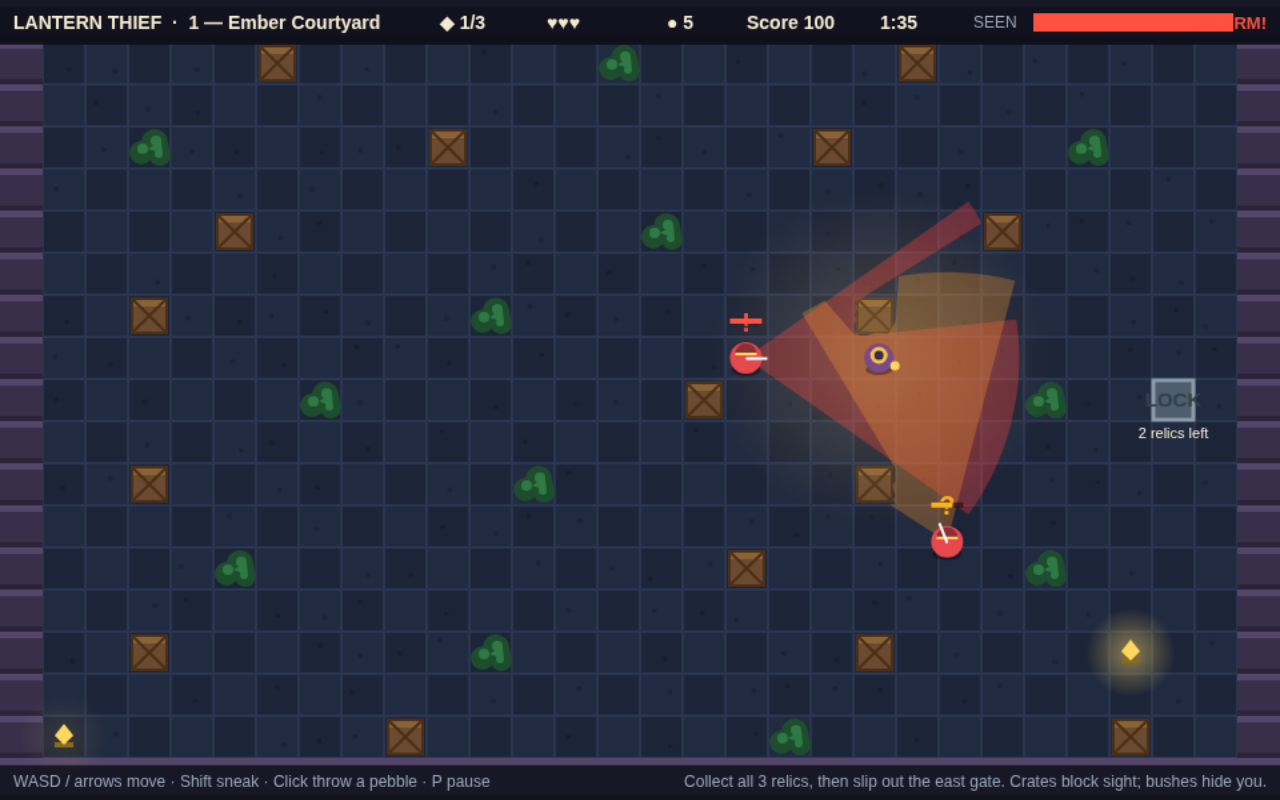 LANTERN THIEF · 1 — Ember Courtyard ◆ 1/3 ♥♥♥ ● 5 Score 100 1:35 SEEN RM!
!
LOCK
2 relics left
?
WASD / arrows move · Shift sneak · Click throw a pebble · P pause
Collect all 3 relics, then slip out the east gate. Crates block sight; bushes hide you.